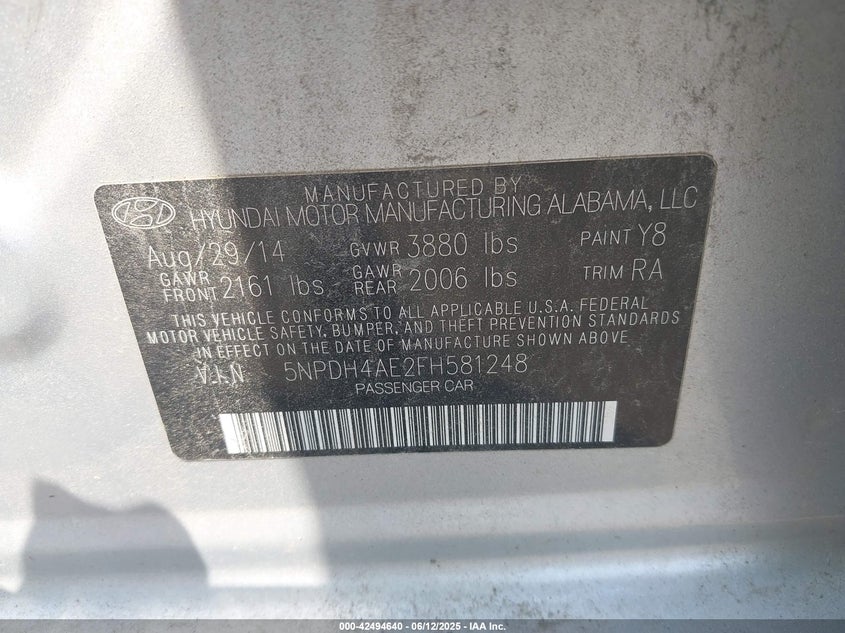 MANUFACTURED BY
HYUNDAI MOTOR MANUFACTURING ALABAMA, LLC
Aug/29/14 GVWR 3880 lbs PAINT Y8
GAWR FRONT 2161 lbs GAWR REAR 2006 lbs TRIM RA
THIS VEHICLE CONFORMS TO ALL APPLICABLE U.S.A. FEDERAL
MOTOR VEHICLE SAFETY, BUMPER, AND THEFT PREVENTION STANDARDS
IN EFFECT ON THE DATE OF MANUFACTURE SHOWN ABOVE
V.I.N 5NPDH4AE2FH581248
PASSENGER CAR
000-42494640 - 06/12/2025 - IAA Inc.